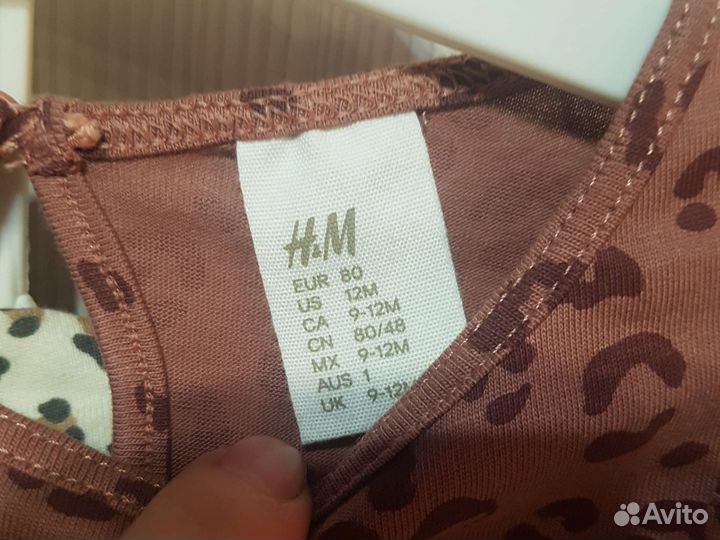 H&M
EUR 80
US 12M
CA 9-12M
CN 80/48
MX 9-12M
AUS 1
UK 9-12M
Avito